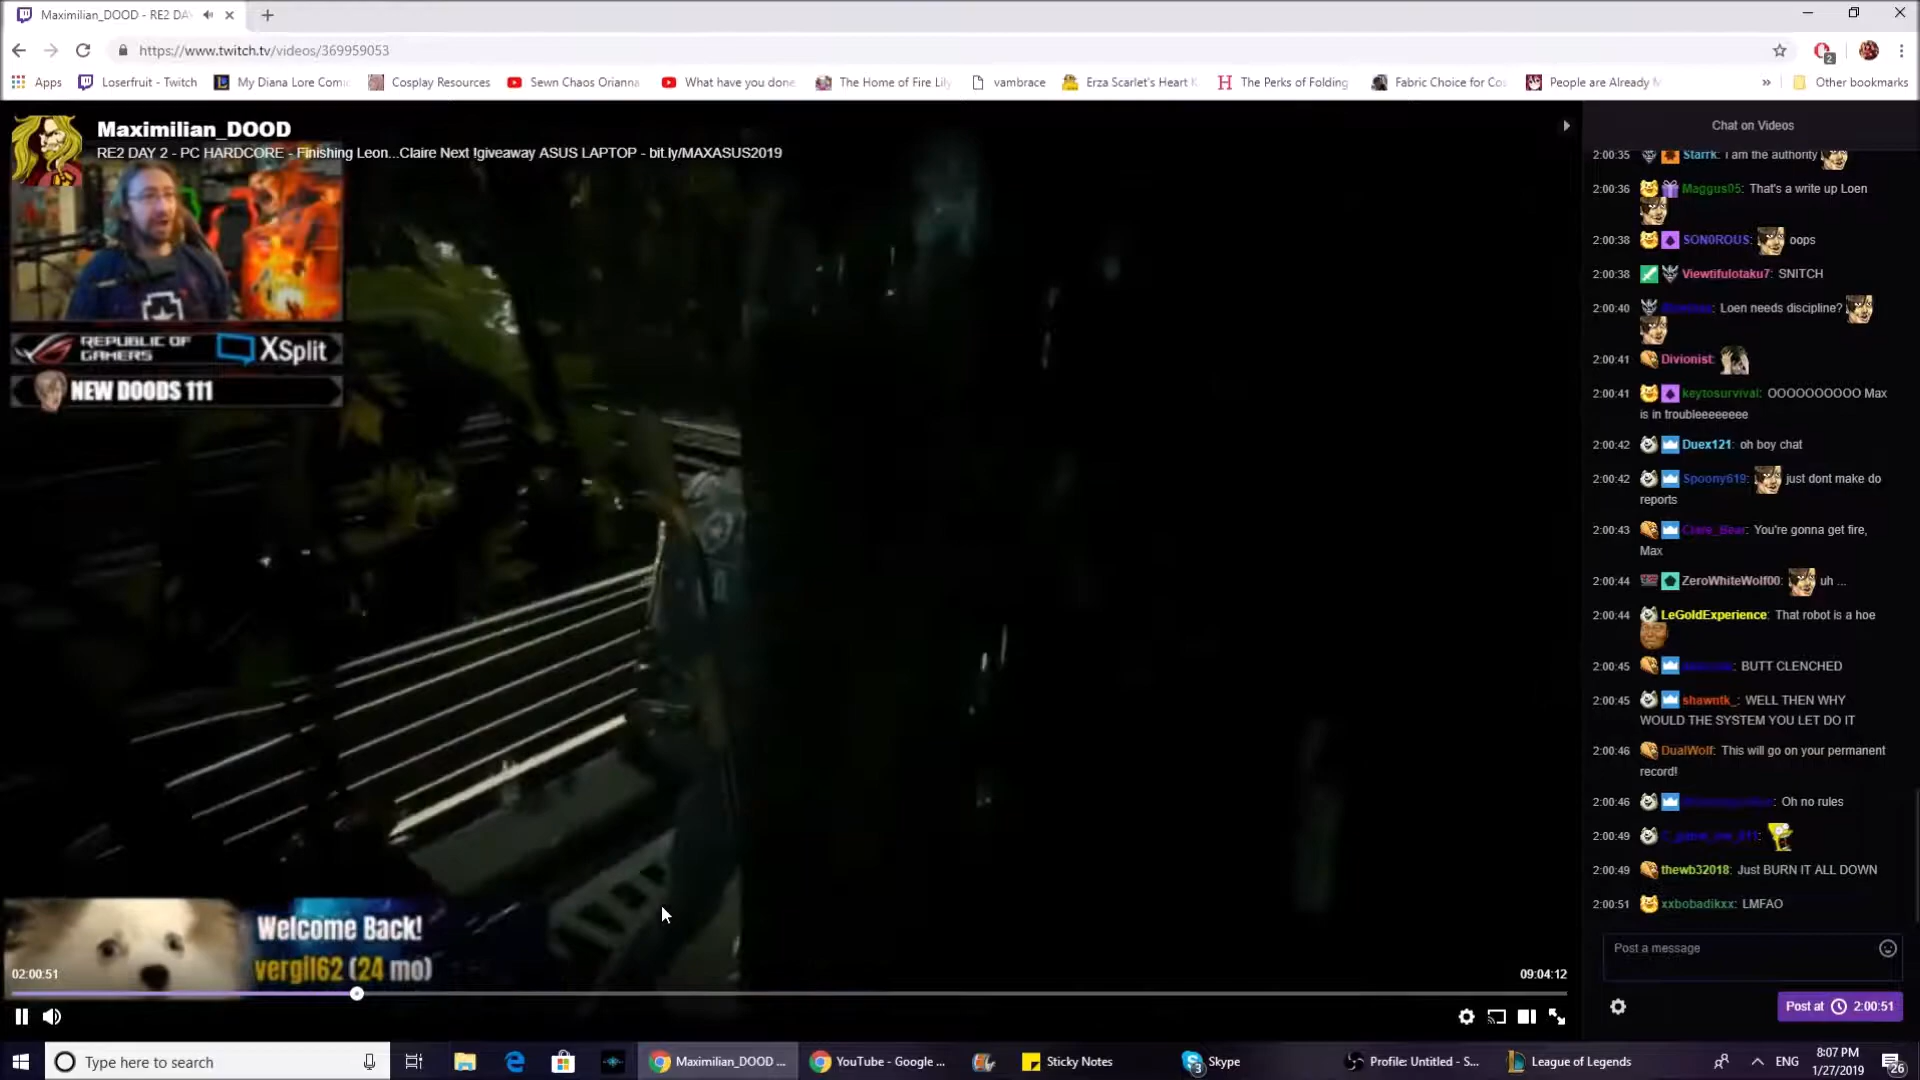 Maximilian_DOOD - RE2 DAY
https://www.twitch.tv/videos/369959053
Apps
Loserfruit - Twitch
My Diana Lore Comic
Cosplay Resources
Sewn Chaos Orianna
What have you done
The Home of Fire Lily
vambrace
Erza Scarlet's Heart K
The Perks of Folding
Fabric Choice for Cos
People are Already M
»
Other bookmarks
2
Maximilian_DOOD
RE2 DAY 2 - PC HARDCORE - Finishing Leon...Claire Next !giveaway ASUS LAPTOP - bit.ly/MAXASUS2019
REPUBLIC OF
GAMERS
XSplit
NEW DOODS 111
Welcome Back!
vergil62 (24 mo)
02:00:51
09:04:12
Chat on Videos
2:00:35 Starrk: I am the authority
2:00:36 Maggus05: That's a write up Loen
2:00:38 SON0ROUS: oops
2:00:38 Viewtifulotaku7: SNITCH
2:00:40 : Loen needs discipline?
2:00:41 Divionist:
2:00:41 keytosurvival: OOOOOOOOOO Max
is in troubleeeeeee
2:00:42 Duex121: oh boy chat
2:00:42 Spoony619: just dont make do
reports
2:00:43 Clare_Bear: You're gonna get fire,
Max
2:00:44 ZeroWhiteWolf00: uh ...
2:00:44 LeGoldExperience: That robot is a hoe
2:00:45 : BUTT CLENCHED
2:00:45 shawntk_: WELL THEN WHY
WOULD THE SYSTEM YOU LET DO IT
2:00:46 DualWolf: This will go on your permanent
record!
2:00:46 : Oh no rules
2:00:49
2:00:49 thewb32018: Just BURN IT ALL DOWN
2:00:51 xxbobadikxx: LMFAO
Post a message
Post at 2:00:51
Type here to search
Maximilian_DOOD ...
YouTube - Google ...
Sticky Notes
3
Skype
Profile: Untitled - S...
League of Legends
ENG
8:07 PM
1/27/2019
26